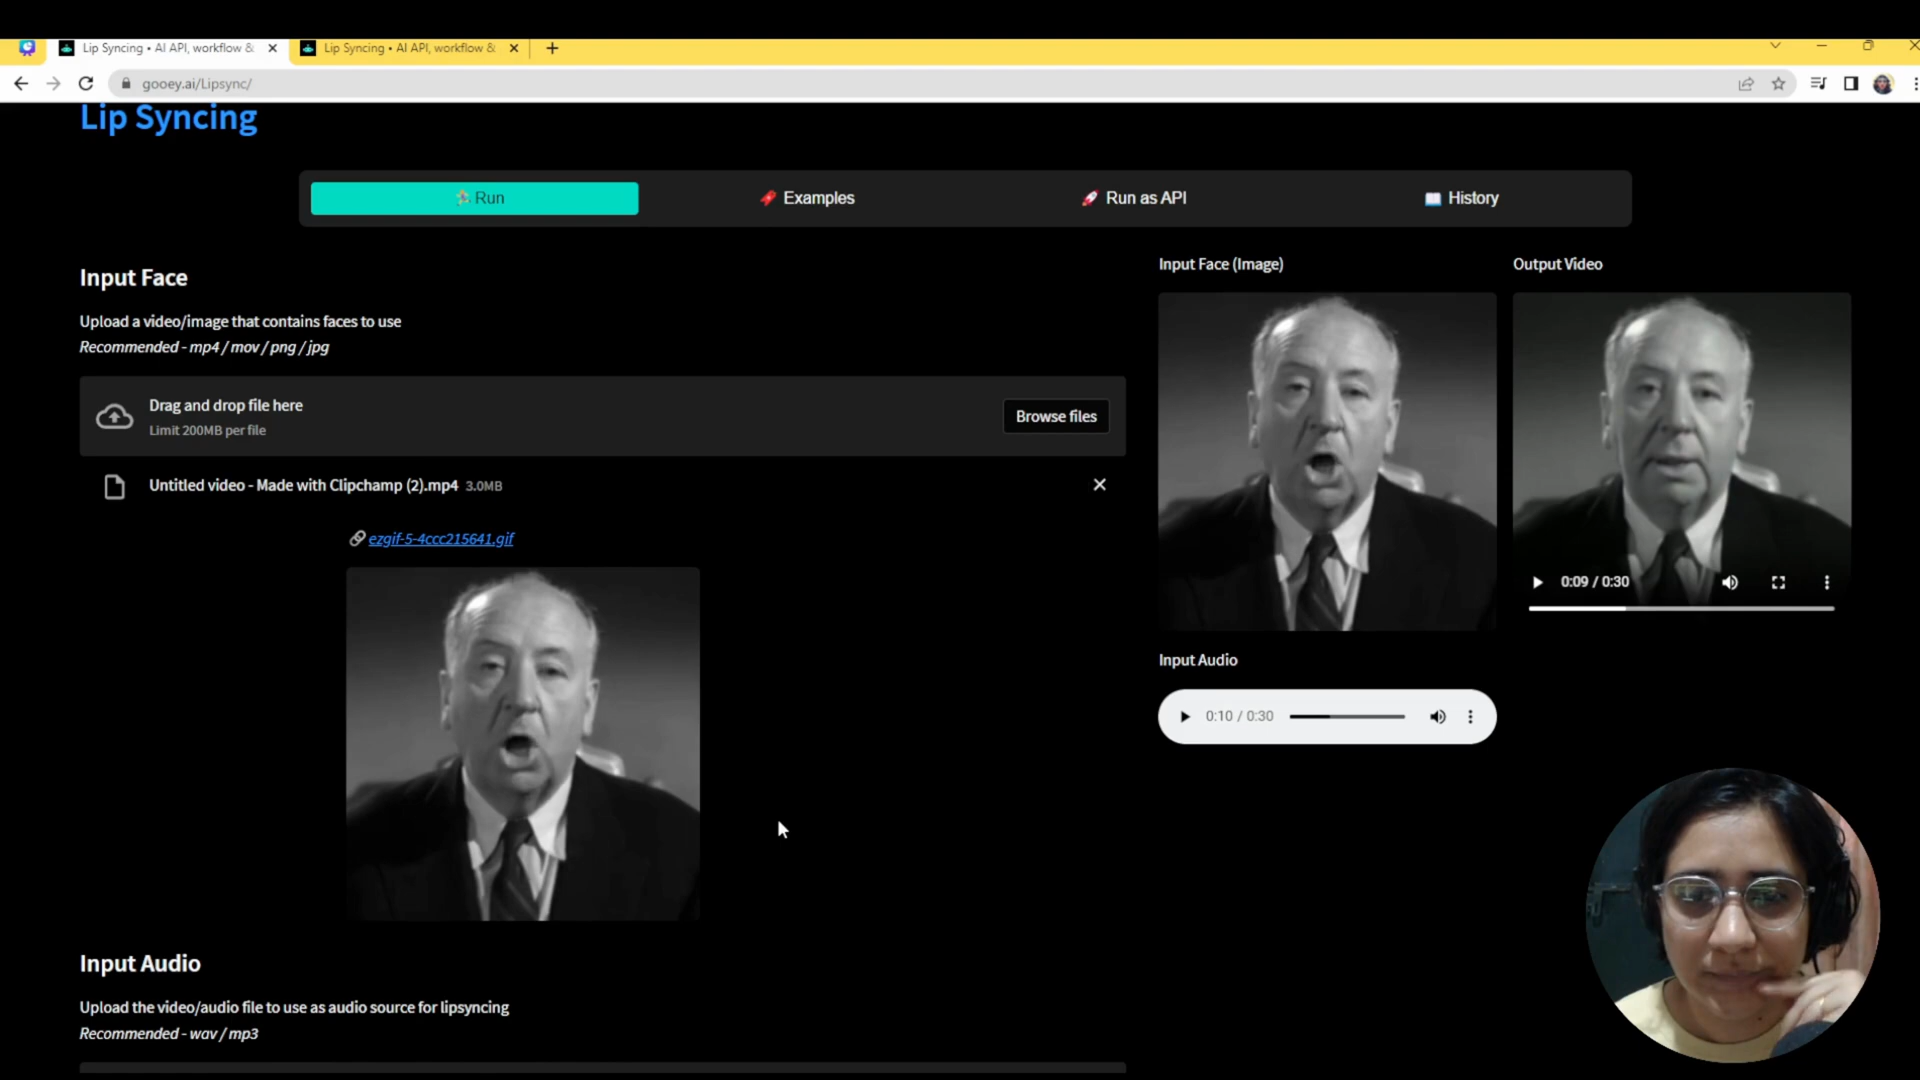 Lip Syncing • AI API, workflow &
Lip Syncing • AI API, workflow &
gooey.ai/Lipsync/
Lip Syncing
Run
Examples
Run as API
History
Input Face
Upload a video/image that contains faces to use
Recommended - mp4 / mov / png / jpg
Drag and drop file here
Limit 200MB per file
Browse files
Untitled video - Made with Clipchamp (2).mp4 3.0MB
ezgif-5-4ccc215641.gif
Input Audio
Upload the video/audio file to use as audio source for lipsyncing
Recommended - wav / mp3
Input Face (Image)
Output Video
0:09 / 0:30
Input Audio
0:10 / 0:30